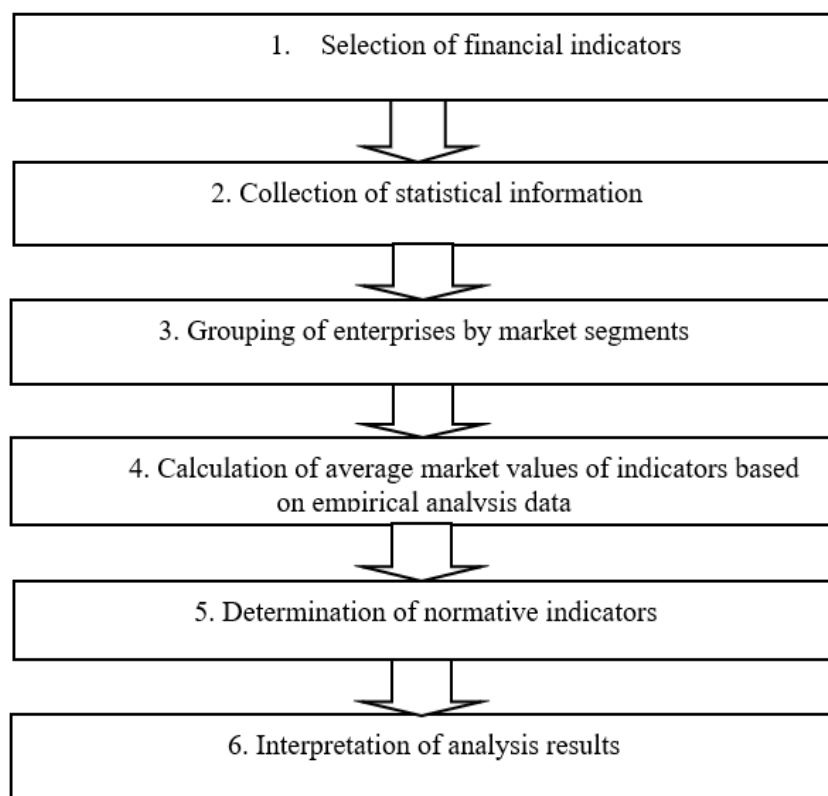 1. Selection of financial indicators
2. Collection of statistical information
3. Grouping of enterprises by market segments
4. Calculation of average market values of indicators based
on empirical analysis data
5. Determination of normative indicators
6. Interpretation of analysis results